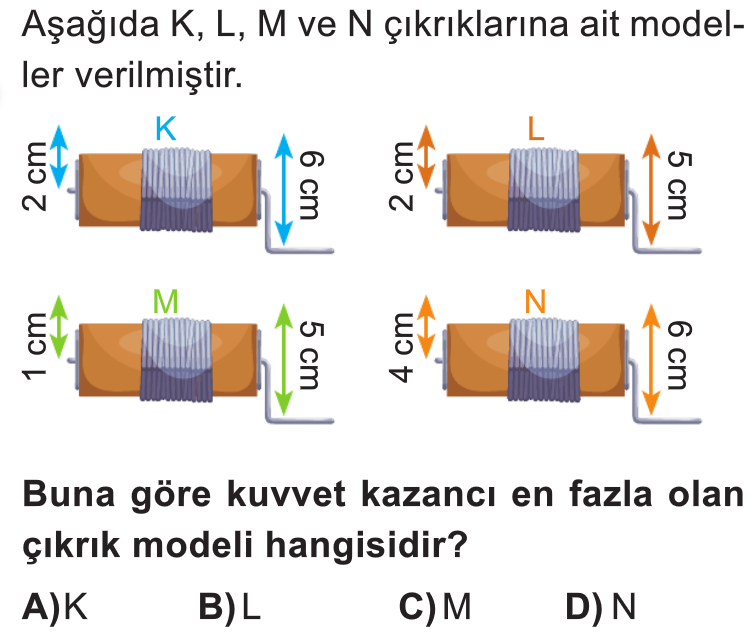 Aşağıda K, L, M ve N çıkrıklarına ait model-
ler verilmiştir.
K
2 cm
6 cm
L
2 cm
5 cm
M
1 cm
5 cm
N
4 cm
6 cm
Buna göre kuvvet kazancı en fazla olan
çıkrık modeli hangisidir?
A) K B) L C) M D) N